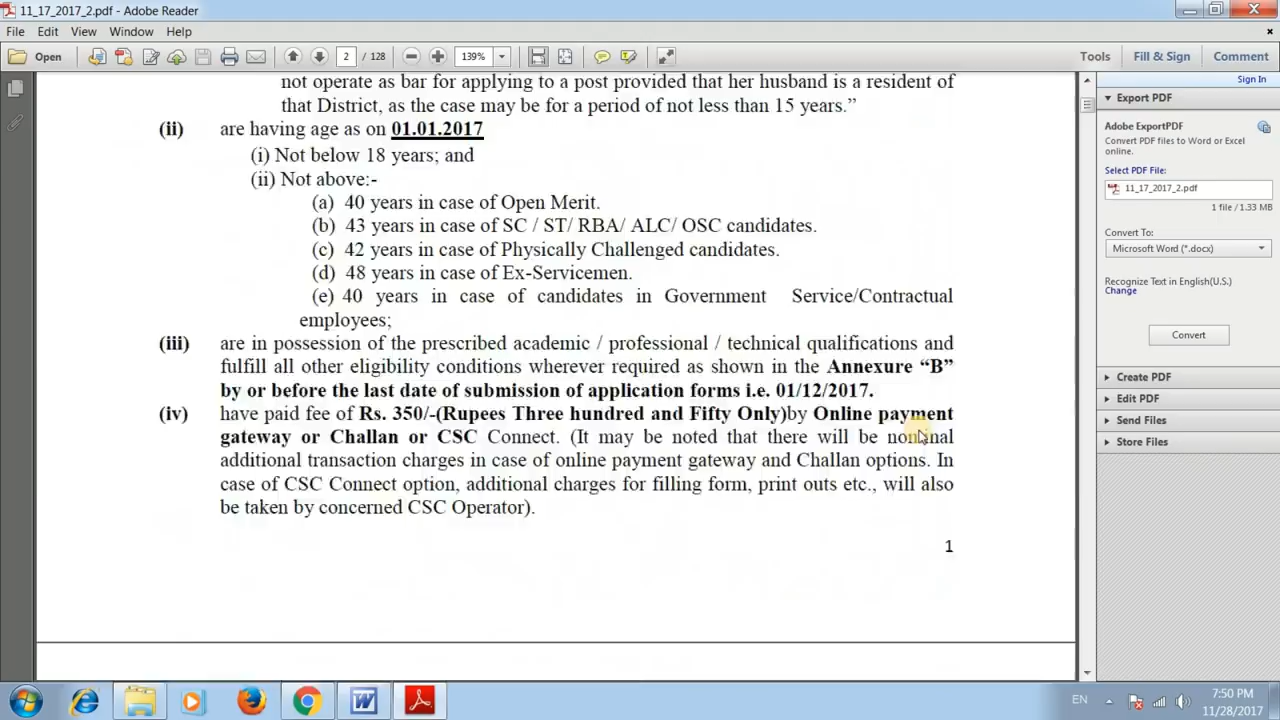 11_17_2017_2.pdf - Adobe Reader
File Edit View Window Help
Open 2 / 128 139% Tools Fill & Sign Comment
Sign In
Export PDF
Adobe ExportPDF
Convert PDF files to Word or Excel
online.
Select PDF File:
11_17_2017_2.pdf
1 file / 1.33 MB
Convert To:
Microsoft Word (*.docx)
Recognize Text in English(U.S.)
Change
Convert
Create PDF
Edit PDF
Send Files
Store Files
not operate as bar for applying to a post provided that her husband is a resident of
that District, as the case may be for a period of not less than 15 years.”
(ii) are having age as on 01.01.2017
(i) Not below 18 years; and
(ii) Not above:-
(a) 40 years in case of Open Merit.
(b) 43 years in case of SC / ST/ RBA/ ALC/ OSC candidates.
(c) 42 years in case of Physically Challenged candidates.
(d) 48 years in case of Ex-Servicemen.
(e) 40 years in case of candidates in Government Service/Contractual
employees;
(iii) are in possession of the prescribed academic / professional / technical qualifications and
fulfill all other eligibility conditions wherever required as shown in the Annexure “B”
by or before the last date of submission of application forms i.e. 01/12/2017.
(iv) have paid fee of Rs. 350/-(Rupees Three hundred and Fifty Only)by Online payment
gateway or Challan or CSC Connect. (It may be noted that there will be nominal
additional transaction charges in case of online payment gateway and Challan options. In
case of CSC Connect option, additional charges for filling form, print outs etc., will also
be taken by concerned CSC Operator).
1
EN
7:50 PM
11/28/2017